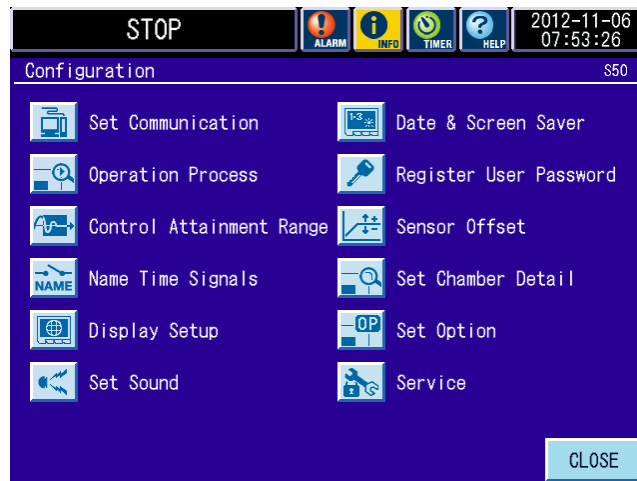 STOP
ALARM
INFO
TIMER
HELP
2012-11-06
07:53:26
Configuration
S50
Set Communication
Date & Screen Saver
1-3
Operation Process
Register User Password
Control Attainment Range
Sensor Offset
NAME
Name Time Signals
Set Chamber Detail
Display Setup
OP
Set Option
Set Sound
Service
CLOSE